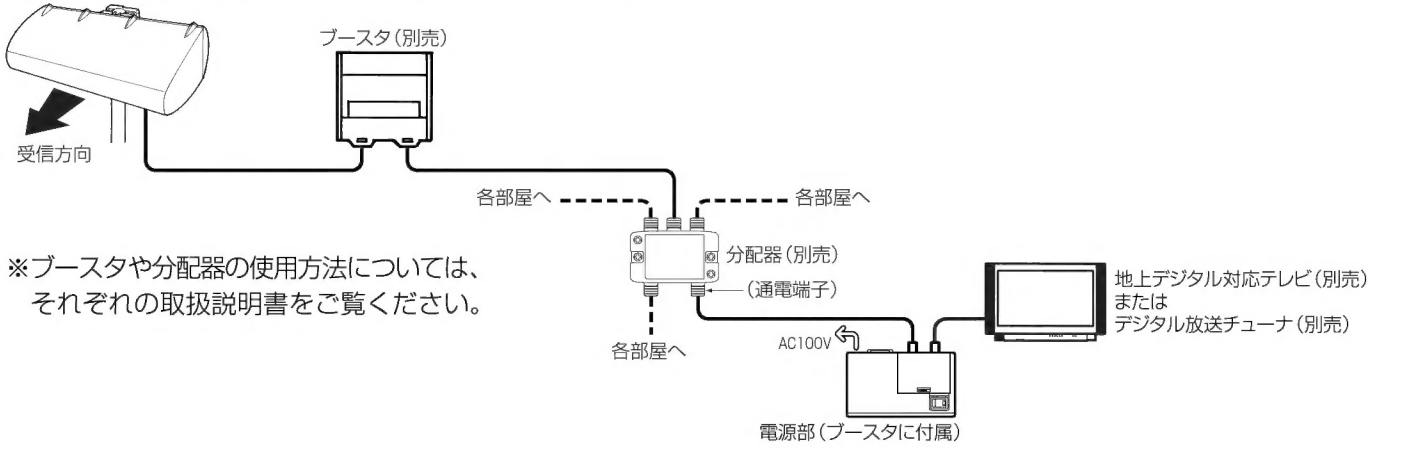 ブースタ（別売）
受信方向
各部屋へ
各部屋へ
分配器（別売）
（通電端子）
各部屋へ
※ブースタや分配器の使用方法については、
それぞれの取扱説明書をご覧ください。
AC100V
地上デジタル対応テレビ（別売）
または
デジタル放送チューナ（別売）
電源部（ブースタに付属）